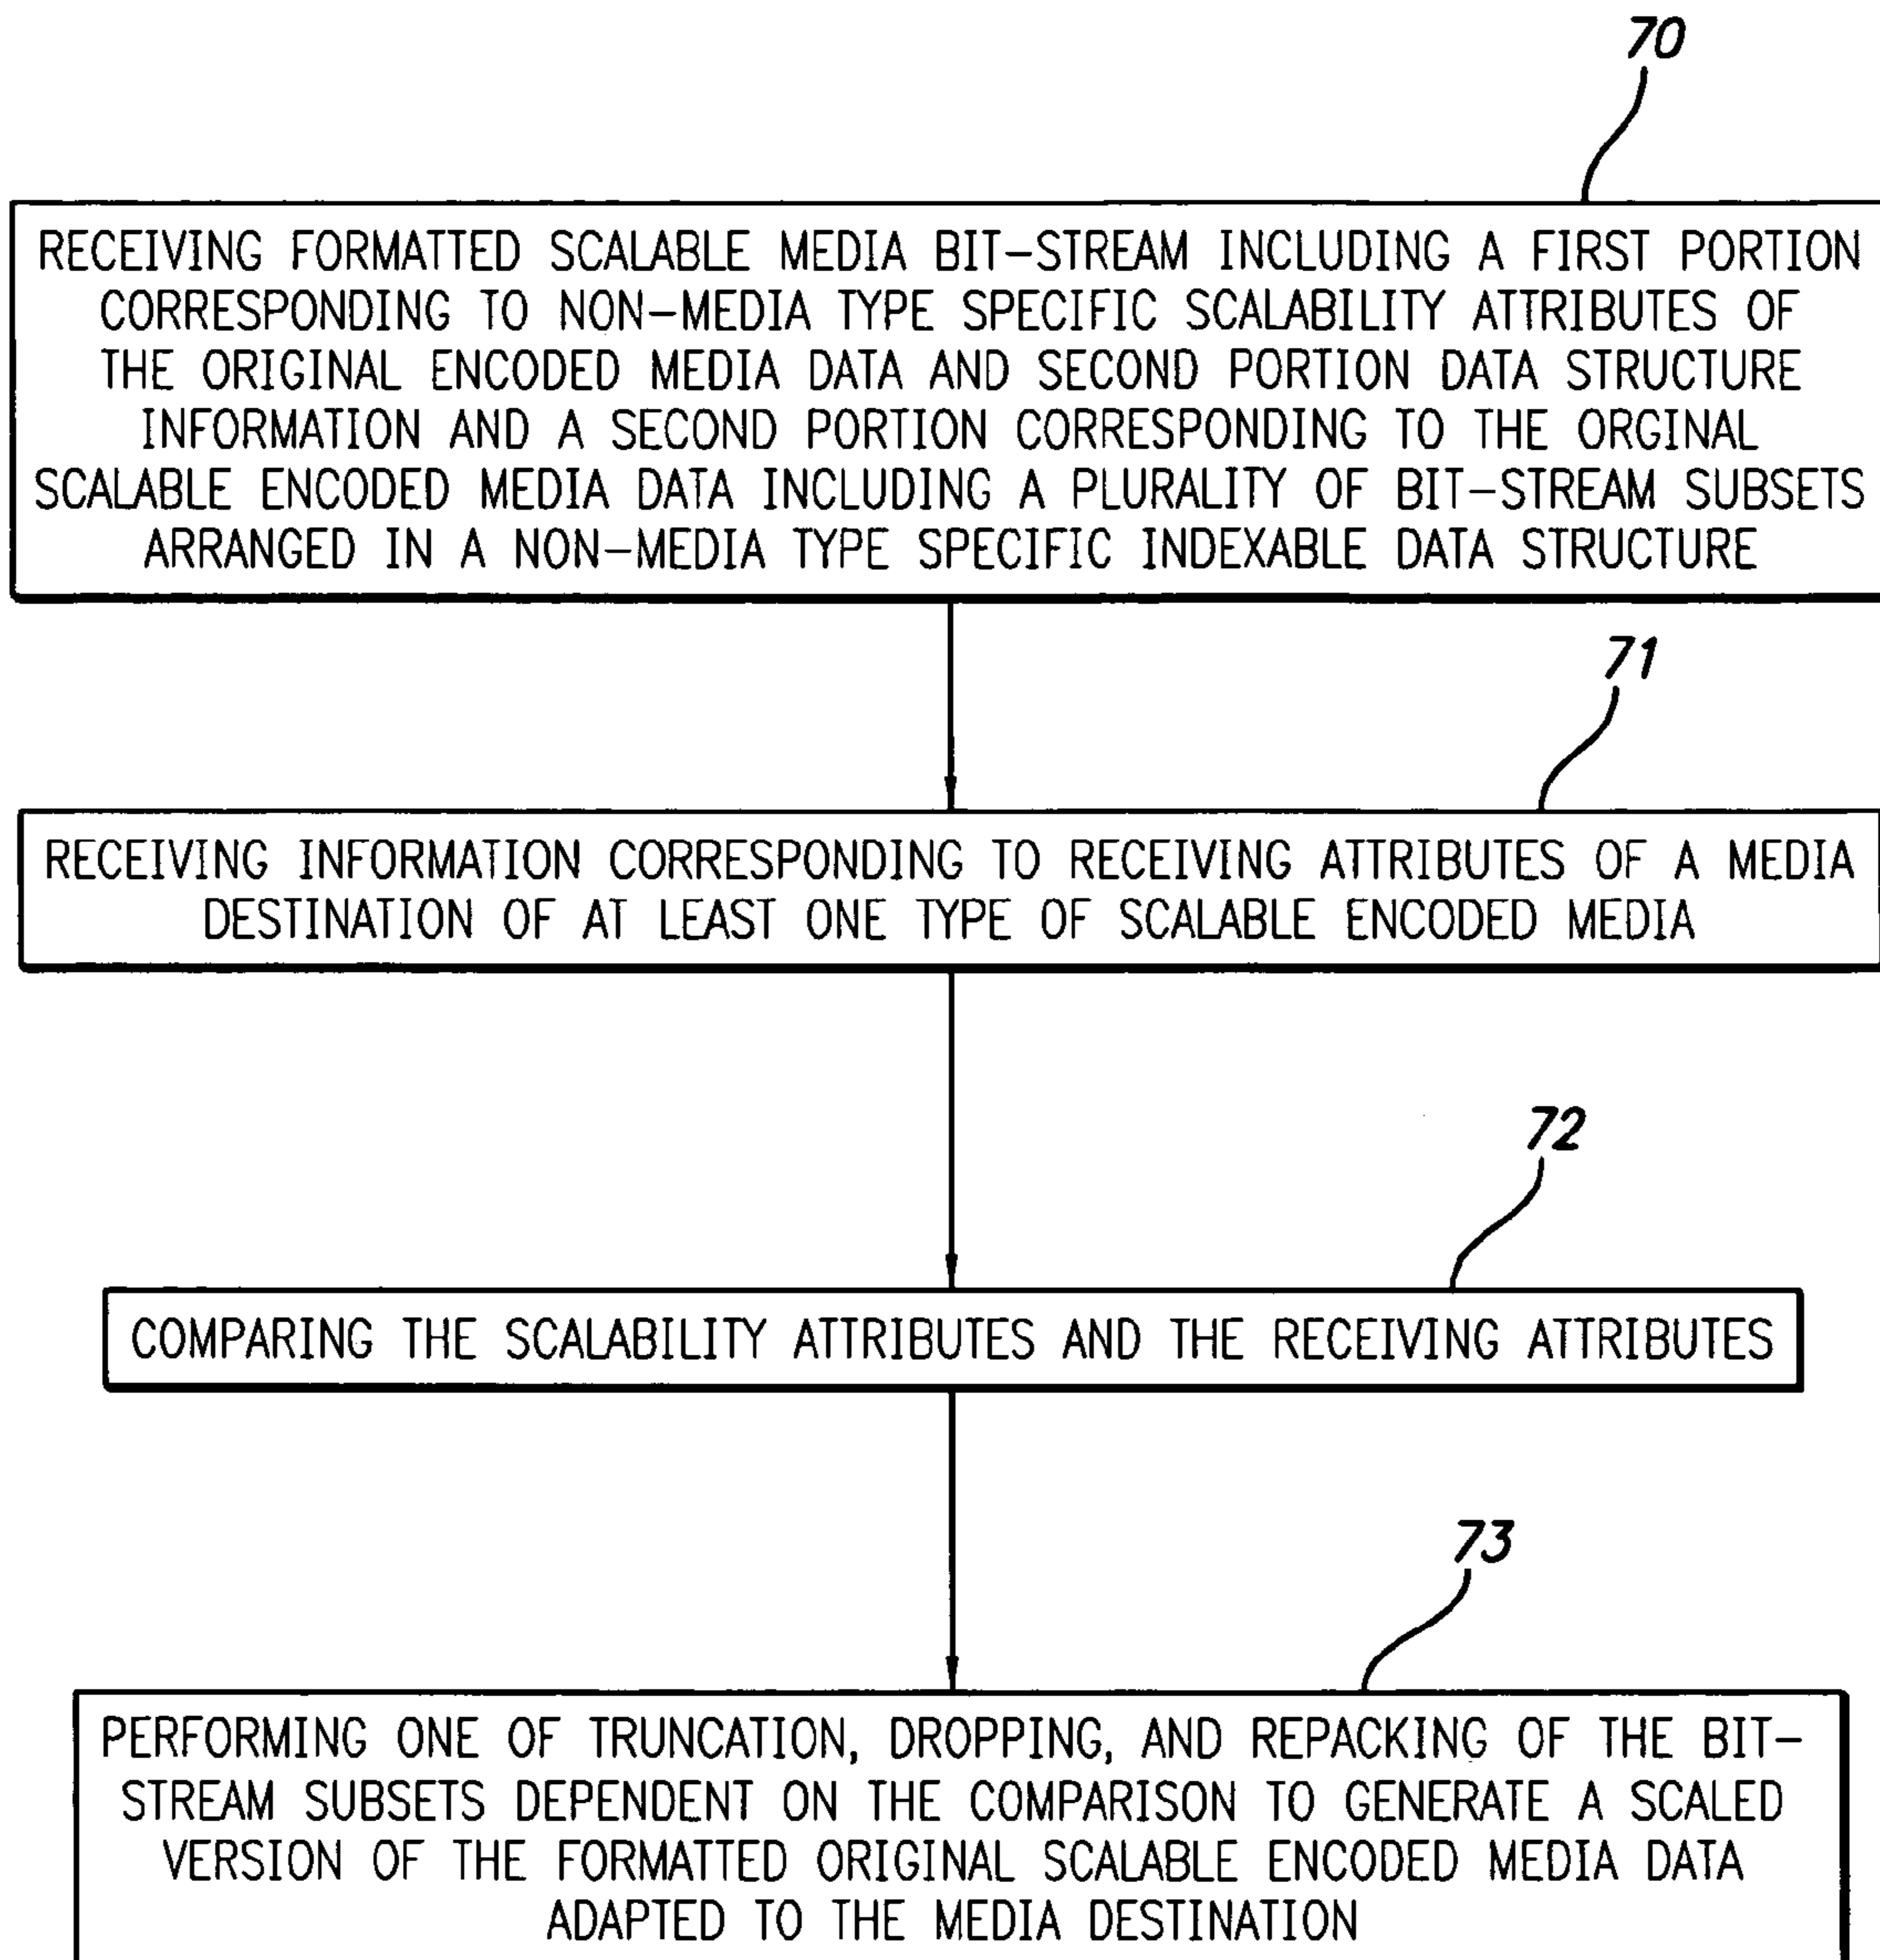 70
RECEIVING FORMATTED SCALABLE MEDIA BIT-STREAM INCLUDING A FIRST PORTION
CORRESPONDING TO NON-MEDIA TYPE SPECIFIC SCALABILITY ATTRIBUTES OF
THE ORIGINAL ENCODED MEDIA DATA AND SECOND PORTION DATA STRUCTURE
INFORMATION AND A SECOND PORTION CORRESPONDING TO THE ORGINAL
SCALABLE ENCODED MEDIA DATA INCLUDING A PLURALITY OF BIT-STREAM SUBSETS
ARRANGED IN A NON-MEDIA TYPE SPECIFIC INDEXABLE DATA STRUCTURE
71
RECEIVING INFORMATION CORRESPONDING TO RECEIVING ATTRIBUTES OF A MEDIA
DESTINATION OF AT LEAST ONE TYPE OF SCALABLE ENCODED MEDIA
72
COMPARING THE SCALABILITY ATTRIBUTES AND THE RECEIVING ATTRIBUTES
73
PERFORMING ONE OF TRUNCATION, DROPPING, AND REPACKING OF THE BIT-
STREAM SUBSETS DEPENDENT ON THE COMPARISON TO GENERATE A SCALED
VERSION OF THE FORMATTED ORIGINAL SCALABLE ENCODED MEDIA DATA
ADAPTED TO THE MEDIA DESTINATION